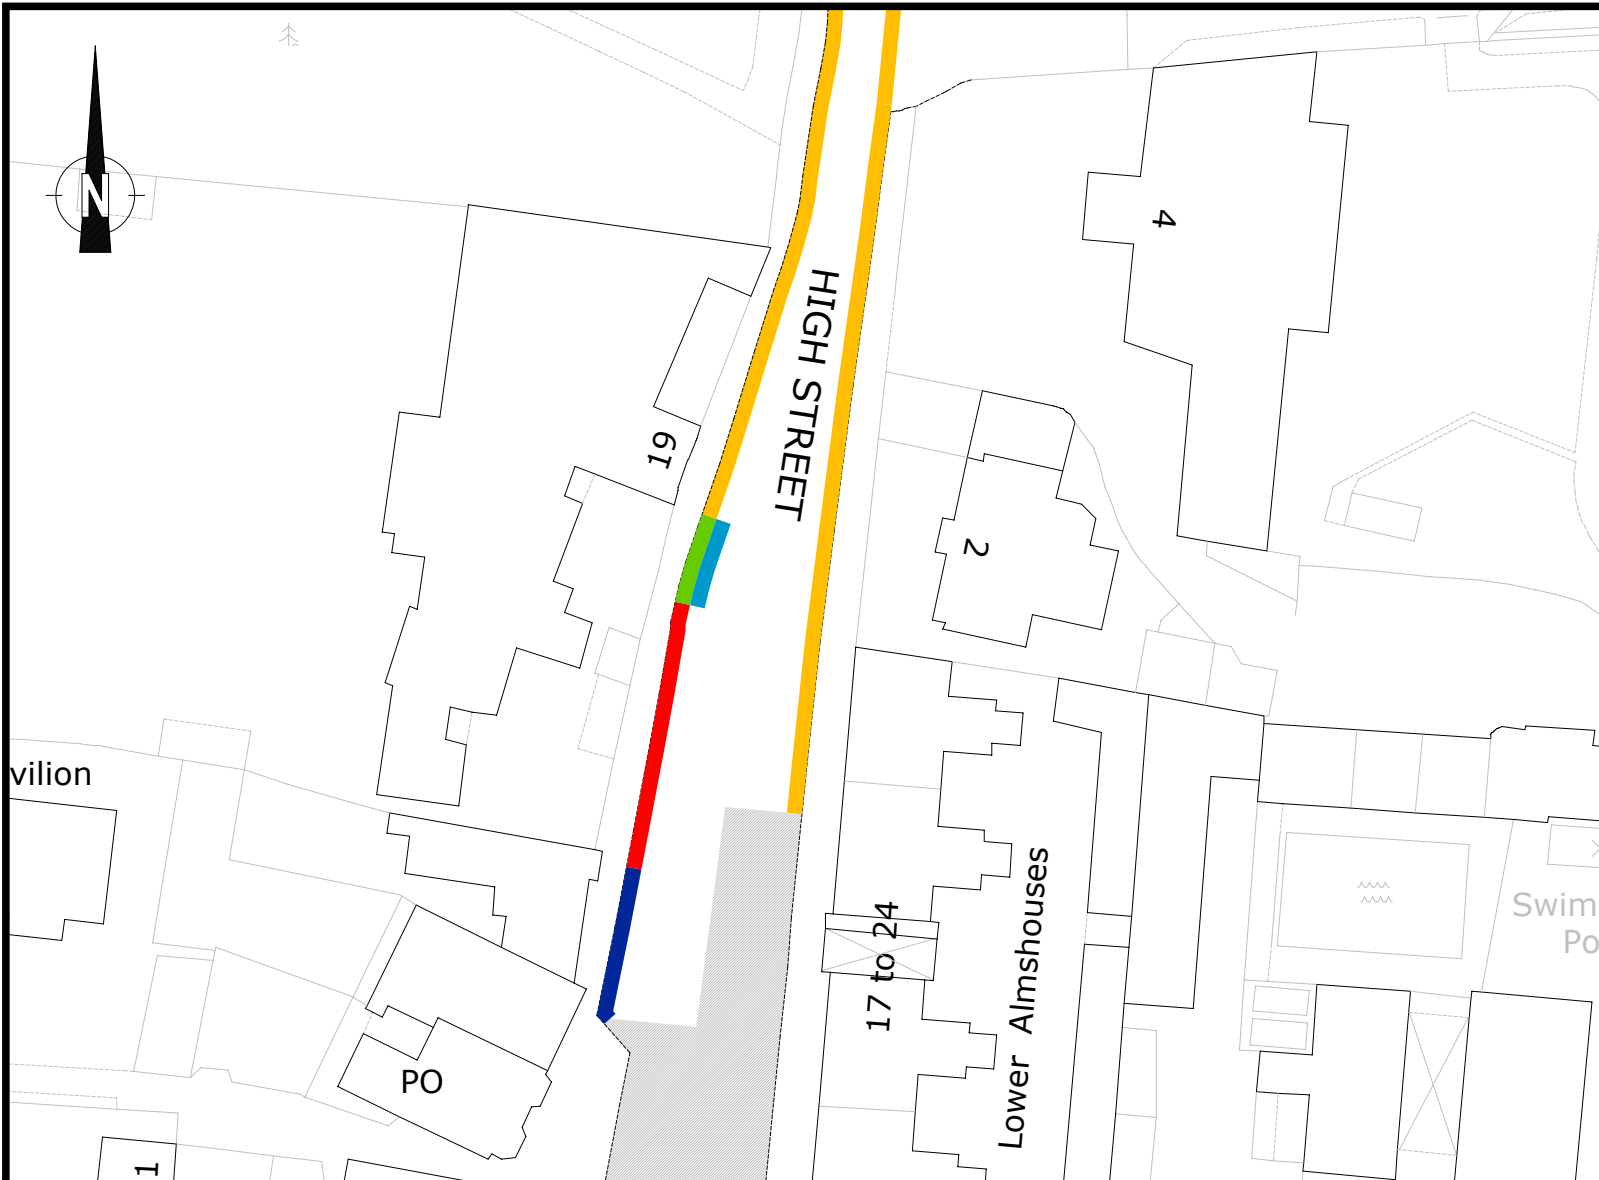 N
HIGH STREET
4
19
2
vilion
17 to 24
Lower Almshouses
Swim
Po
PO
1